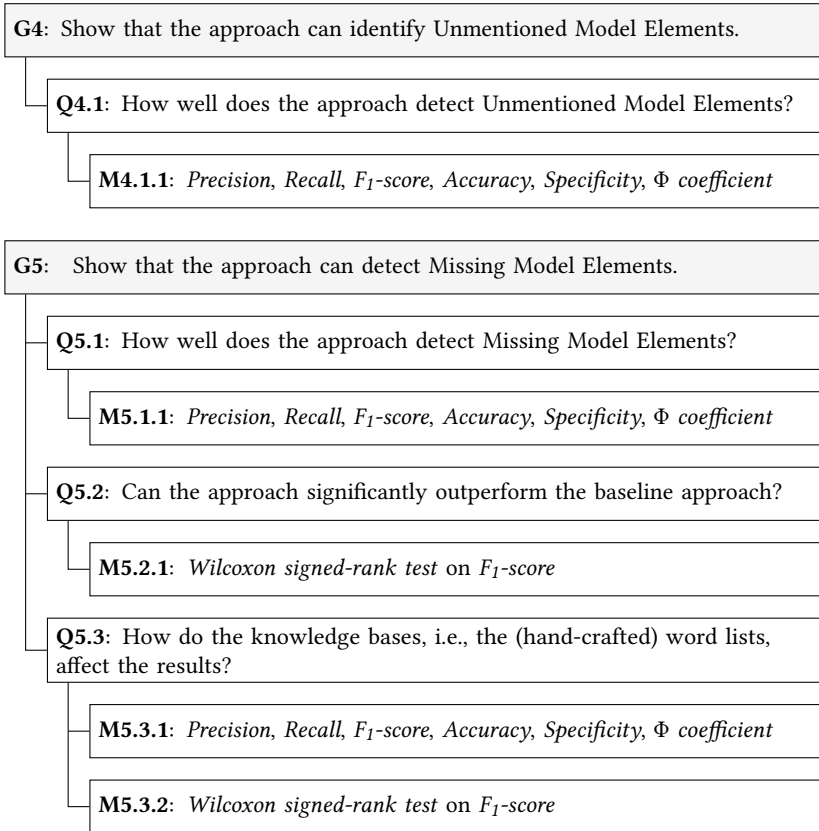 G4: Show that the approach can identify Unmentioned Model Elements.
Q4.1: How well does the approach detect Unmentioned Model Elements?
M4.1.1: Precision, Recall, F1-score, Accuracy, Specificity, Φ coefficient
G5: Show that the approach can detect Missing Model Elements.
Q5.1: How well does the approach detect Missing Model Elements?
M5.1.1: Precision, Recall, F1-score, Accuracy, Specificity, Φ coefficient
Q5.2: Can the approach significantly outperform the baseline approach?
M5.2.1: Wilcoxon signed-rank test on F1-score
Q5.3: How do the knowledge bases, i.e., the (hand-crafted) word lists,
affect the results?
M5.3.1: Precision, Recall, F1-score, Accuracy, Specificity, Φ coefficient
M5.3.2: Wilcoxon signed-rank test on F1-score